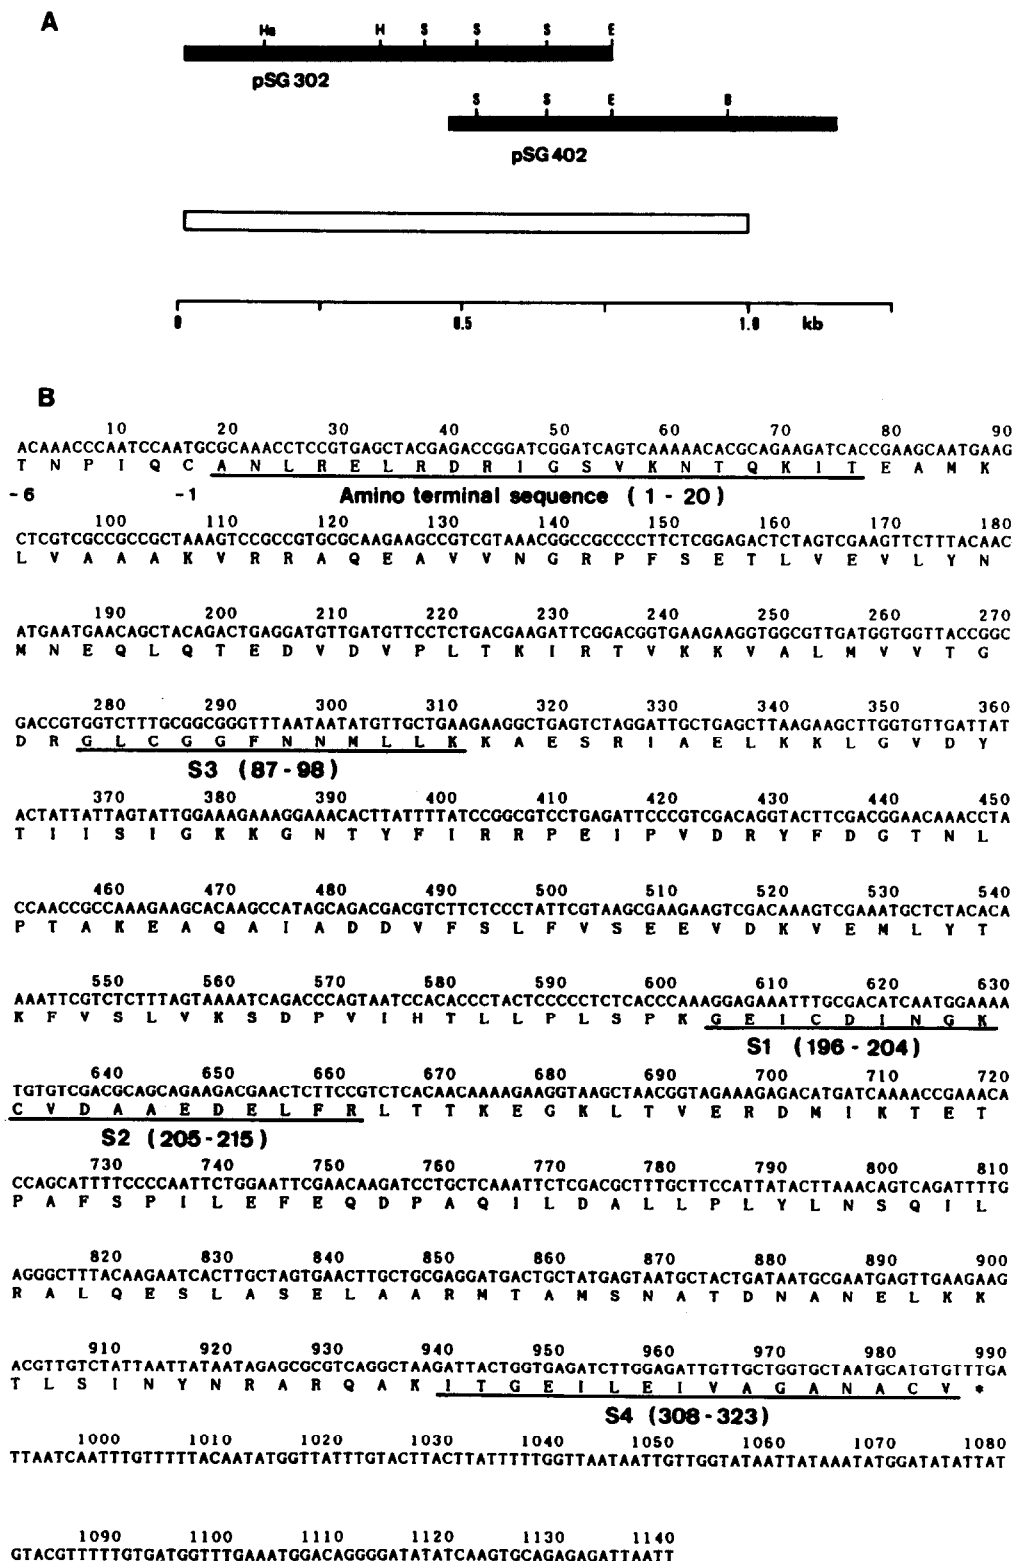 A
Ha H S S S E
pSG302
S S E B
pSG402
0 0.5 1.0 kb
B
10 20 30 40 50 60 70 80 90
ACAAACCCAATCCAATGCGCAAACCTCCGTGAGCTACGAGACCGGATCGGATCAGTCAAAAACACGCAGAAGATCACCGAAGCAATGAAG
T N P I Q C A N L R E L R D R I G S V K N T Q K I T E A M K
-6 -1 Amino terminal sequence (1-20)
100 110 120 130 140 150 160 170 180
CTCGTCGCCGCCGCTAAAGTCCGCCGTGCGCAAGAAGCCGTCGTAAACGGCCGCCCCTTCTCGGAGACTCTAGTCGAAGTTCTTTACAAC
L V A A A K V R R A Q E A V V N G R P F S E T L V E V L Y N
190 200 210 220 230 240 250 260 270
ATGAATGAACAGCTACAGACTGAGGATGTTGATGTTCCTCTGACGAAGATTCGGACGGTGAAGAAGGTGGCGTTGATGGTGGTTACCGGC
M N E Q L Q T E D V D V P L T K I R T V K K V A L M V V T G
280 290 300 310 320 330 340 350 360
GACCGTGGTCTTTGCGGCGGGTTTAATAATATGTTGCTGAAGAAGGCTGAGTCTAGGATTGCTGAGCTTAAGAAGCTTGGTGTTGATTAT
D R G L C G G F N N M L L K K A E S R I A E L K K L G V D Y
S3 (87-98)
370 380 390 400 410 420 430 440 450
ACTATTATTAGTATTGGAAAGAAAGGAAACACTTATTTTATCCGGCGTCCTGAGATTCCCGTCGACAGGTACTTCGACGGAACAAACCTA
T I I S I G K K G N T Y F I R R P E I P V D R Y F D G T N L
460 470 480 490 500 510 520 530 540
CCAACCGCCAAAGAAGCACAAGCCATAGCAGACGACGTCTTCTCCCTATTCGTAAGCGAAGAAGTCGACAAAGTCGAAATGCTCTACACA
P T A K E A Q A I A D D V F S L F V S E E V D K V E M L Y T
550 560 570 580 590 600 610 620 630
AAATTCGTCTCTTTAGTAAAATCAGACCCAGTAATCCACACCCTACTCCCCCTCTCACCCAAAGGAGAAATTTGCGACATCAATGGAAAA
K F V S L V K S D P V I H T L L P L S P K G E I C D I N G K
S1 (196-204)
640 650 660 670 680 690 700 710 720
TGTGTCGACGCAGCAGAAGACGAACTCTTCCGTCTCACAACAAAAGAAGGTAAGCTAACGGTAGAAAGAGACATGATCAAAACCGAAACA
C V D A A E D E L F R L T T K E G K L T V E R D M I K T E T
S2 (205-215)
730 740 750 760 770 780 790 800 810
CCAGCATTTTCCCCAATTCTGGAATTCGAACAAGATCCTGCTCAAATTCTCGACGCTTTGCTTCCATTATACTTAAACAGTCAGATTTTG
P A F S P I L E F E Q D P A Q I L D A L L P L Y L N S Q I L
820 830 840 850 860 870 880 890 900
AGGGCTTTACAAGAATCACTTGCTAGTGAACTTGCTGCGAGGATGACTGCTATGAGTAATGCTACTGATAATGCGAATGAGTTGAAGAAG
R A L Q E S L A S E L A A R M T A M S N A T D N A N E L K K
910 920 930 940 950 960 970 980 990
ACGTTGTCTATTAATTATAATAGAGCGCGTCAGGCTAAGATTACTGGTGAGATCTTGGAGATTGTTGCTGGTGCTAATGCATGTGTTTGA
T L S I N Y N R A R Q A K I T G E I L E I V A G A N A C V *
S4 (308-323)
1000 1010 1020 1030 1040 1050 1060 1070 1080
TTAATCAATTTGTTTTTACAATATGGTTATTTGTACTTACTTATTTTTGGTTAATAATTGTTGGTATAATTATAAATATGGATATATTAT
1090 1100 1110 1120 1130 1140
GTACGTTTTTGTGATGGTTTGAAATGGACAGGGGATATATCAAGTGCAGAGAGATTAATT